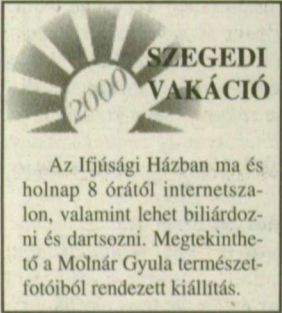 2000
SZEGEDI
VAKÁCIÓ
Az Ifjúsági Házban ma és
holnap 8 órától internetsza-
lon, valamint lehet biliárdoz-
ni és dartsozni. Megtekinthe-
tő a Molnár Gyula természet-
fotóiból rendezett kiállítás.